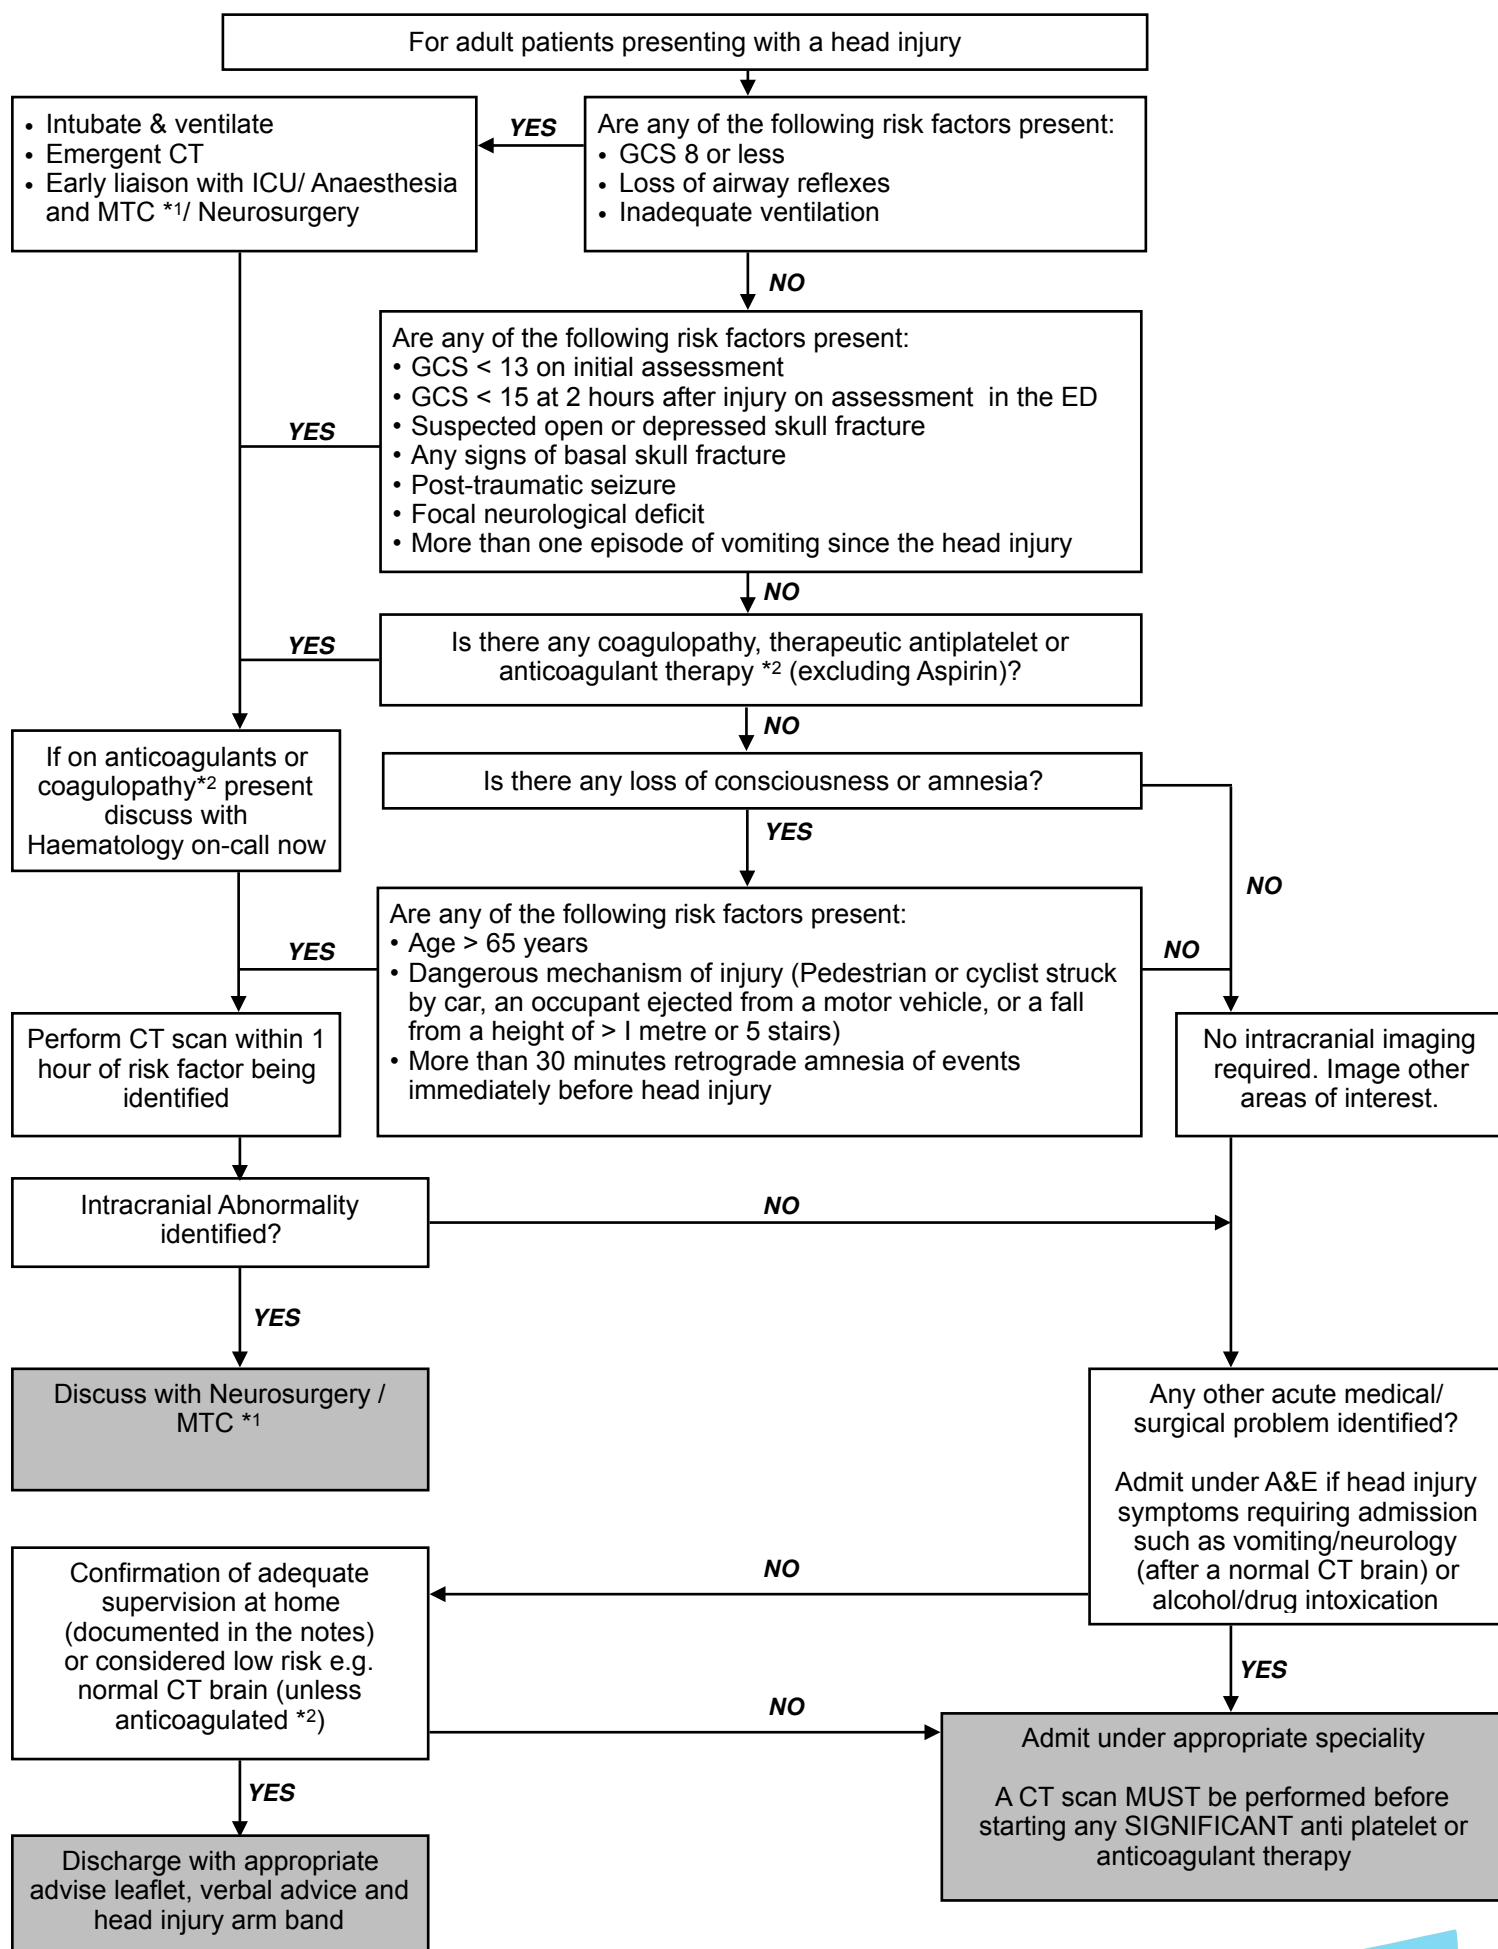 For adult patients presenting with a head injury
• Intubate & ventilate
• Emergent CT
• Early liaison with ICU/ Anaesthesia
and MTC *1/ Neurosurgery
YES
Are any of the following risk factors present:
• GCS 8 or less
• Loss of airway reflexes
• Inadequate ventilation
NO
Are any of the following risk factors present:
• GCS < 13 on initial assessment
• GCS < 15 at 2 hours after injury on assessment in the ED
• Suspected open or depressed skull fracture
• Any signs of basal skull fracture
• Post-traumatic seizure
• Focal neurological deficit
• More than one episode of vomiting since the head injury
YES
NO
Is there any coagulopathy, therapeutic antiplatelet or
anticoagulant therapy *2 (excluding Aspirin)?
YES
NO
If on anticoagulants or
coagulopathy*2 present
discuss with
Haematology on-call now
Is there any loss of consciousness or amnesia?
YES
NO
Are any of the following risk factors present:
• Age > 65 years
• Dangerous mechanism of injury (Pedestrian or cyclist struck
by car, an occupant ejected from a motor vehicle, or a fall
from a height of > I metre or 5 stairs)
• More than 30 minutes retrograde amnesia of events
immediately before head injury
YES
NO
Perform CT scan within 1
hour of risk factor being
identified
No intracranial imaging
required. Image other
areas of interest.
Intracranial Abnormality
identified?
NO
YES
Discuss with Neurosurgery /
MTC *1
Any other acute medical/
surgical problem identified?
Admit under A&E if head injury
symptoms requiring admission
such as vomiting/neurology
(after a normal CT brain) or
alcohol/drug intoxication
NO
YES
Confirmation of adequate
supervision at home
(documented in the notes)
or considered low risk e.g.
normal CT brain (unless
anticoagulated *2)
NO
YES
Admit under appropriate speciality
A CT scan MUST be performed before
starting any SIGNIFICANT anti platelet or
anticoagulant therapy
Discharge with appropriate
advise leaflet, verbal advice and
head injury arm band